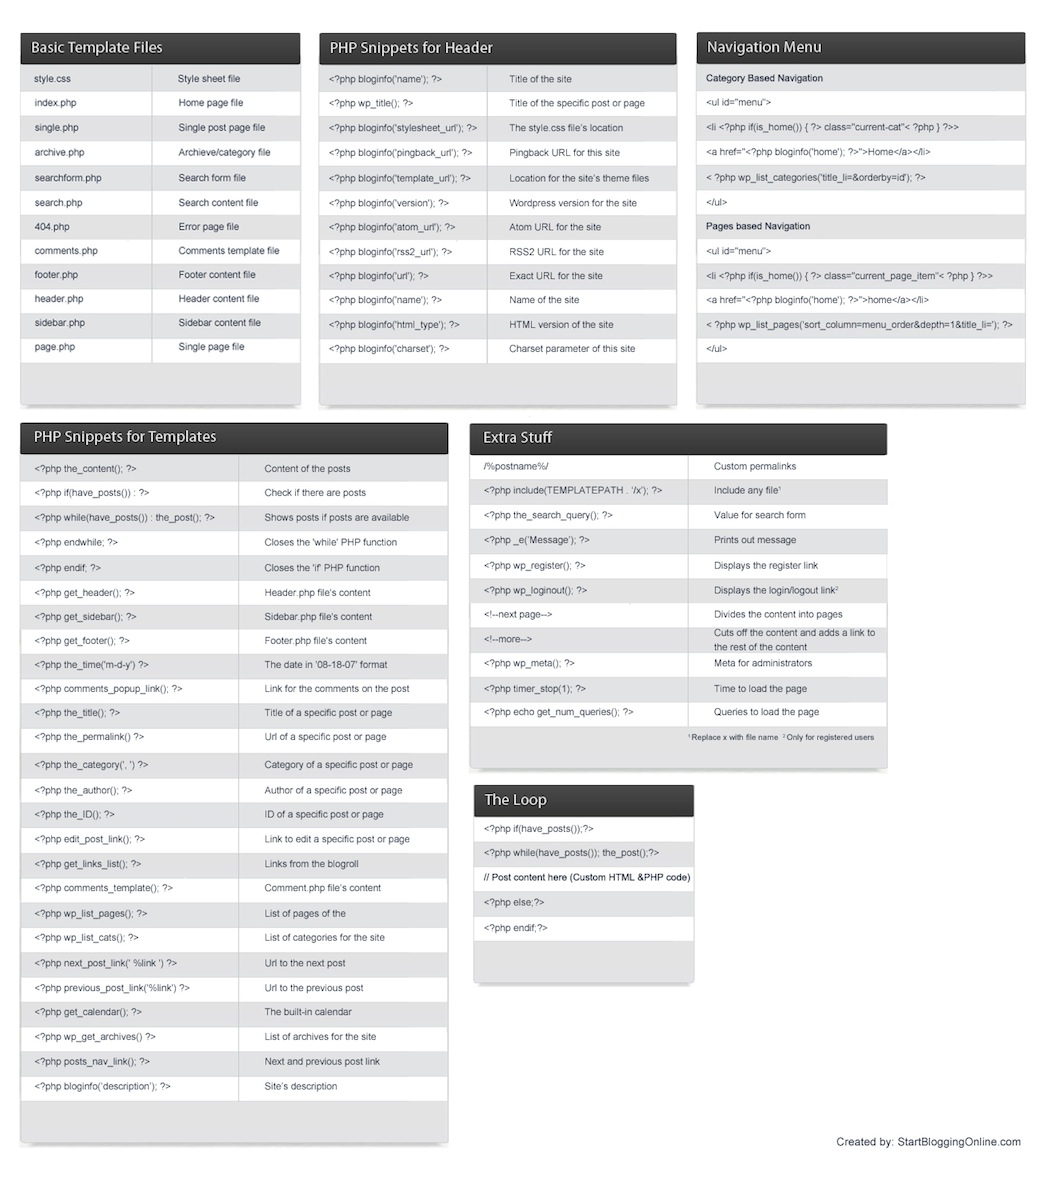 Basic Template Files
style.css Style sheet file
index.php Home page file
single.php Single post page file
archive.php Archieve/category file
searchform.php Search form file
search.php Search content file
404.php Error page file
comments.php Comments template file
footer.php Footer content file
header.php Header content file
sidebar.php Sidebar content file
page.php Single page file
PHP Snippets for Header
<?php bloginfo('name'); ?> Title of the site
<?php wp_title(); ?> Title of the specific post or page
<?php bloginfo('stylesheet_url'); ?> The style.css file's location
<?php bloginfo('pingback_url'); ?> Pingback URL for this site
<?php bloginfo('template_url'); ?> Location for the site's theme files
<?php bloginfo('version'); ?> Wordpress version for the site
<?php bloginfo('atom_url'); ?> Atom URL for the site
<?php bloginfo('rss2_url'); ?> RSS2 URL for the site
<?php bloginfo('url'); ?> Exact URL for the site
<?php bloginfo('name'); ?> Name of the site
<?php bloginfo('html_type'); ?> HTML version of the site
<?php bloginfo('charset'); ?> Charset parameter of this site
Navigation Menu
Category Based Navigation
<ul id="menu">
<li <?php if(is_home()) { ?> class="current-cat"< ?php } ?>>
<a href="<?php bloginfo('home'); ?>">Home</a></li>
< ?php wp_list_categories('title_li=&orderby=id'); ?>
</ul>
Pages based Navigation
<ul id="menu">
<li <?php if(is_home()) { ?> class="current_page_item"< ?php } ?>>
<a href="<?php bloginfo('home'); ?>">home</a></li>
< ?php wp_list_pages('sort_column=menu_order&depth=1&title_li='); ?>
</ul>
PHP Snippets for Templates
<?php the_content(); ?> Content of the posts
<?php if(have_posts()) : ?> Check if there are posts
<?php while(have_posts()) : the_post(); ?> Shows posts if posts are available
<?php endwhile; ?> Closes the 'while' PHP function
<?php endif; ?> Closes the 'if' PHP function
<?php get_header(); ?> Header.php file's content
<?php get_sidebar(); ?> Sidebar.php file's content
<?php get_footer(); ?> Footer.php file's content
<?php the_time('m-d-y') ?> The date in '08-18-07' format
<?php comments_popup_link(); ?> Link for the comments on the post
<?php the_title(); ?> Title of a specific post or page
<?php the_permalink() ?> Url of a specific post or page
<?php the_category(', ') ?> Category of a specific post or page
<?php the_author(); ?> Author of a specific post or page
<?php the_ID(); ?> ID of a specific post or page
<?php edit_post_link(); ?> Link to edit a specific post or page
<?php get_links_list(); ?> Links from the blogroll
<?php comments_template(); ?> Comment.php file's content
<?php wp_list_pages(); ?> List of pages of the
<?php wp_list_cats(); ?> List of categories for the site
<?php next_post_link(' %link ') ?> Url to the next post
<?php previous_post_link('%link') ?> Url to the previous post
<?php get_calendar(); ?> The built-in calendar
<?php wp_get_archives() ?> List of archives for the site
<?php posts_nav_link(); ?> Next and previous post link
<?php bloginfo('description'); ?> Site's description
Extra Stuff
/%postname%/ Custom permalinks
<?php include(TEMPLATEPATH . '/x'); ?> Include any file¹
<?php the_search_query(); ?> Value for search form
<?php _e('Message'); ?> Prints out message
<?php wp_register(); ?> Displays the register link
<?php wp_loginout(); ?> Displays the login/logout link²
<!--next page--> Divides the content into pages
<!--more--> Cuts off the content and adds a link to
the rest of the content
<?php wp_meta(); ?> Meta for administrators
<?php timer_stop(1); ?> Time to load the page
<?php echo get_num_queries(); ?> Queries to load the page
¹ Replace x with file name ² Only for registered users
The Loop
<?php if(have_posts());?>
<?php while(have_posts()); the_post();?>
// Post content here (Custom HTML &PHP code)
<?php else;?>
<?php endif;?>
Created by: StartBloggingOnline.com